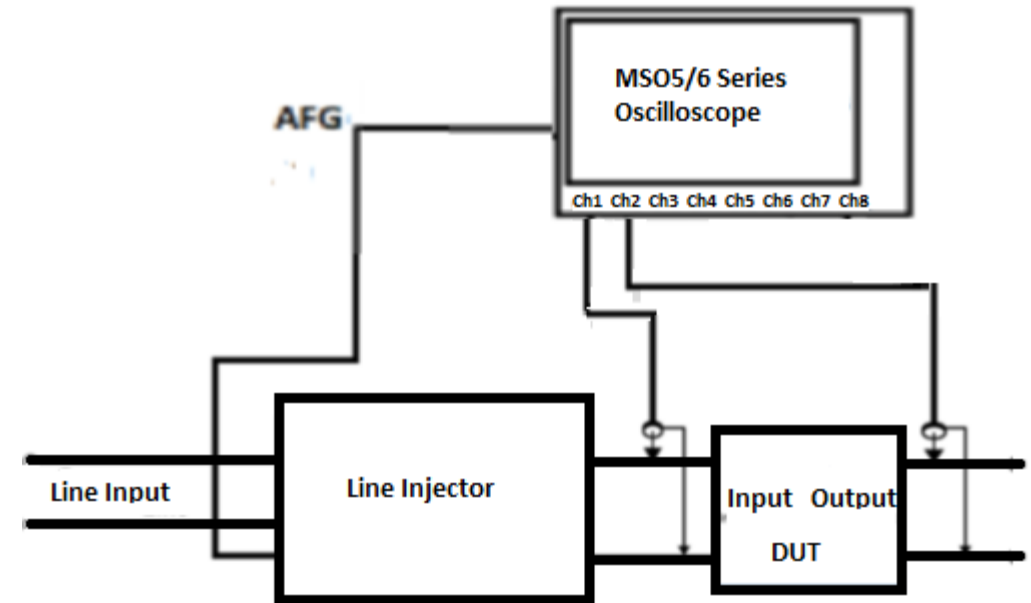 MSO5/6 Series
Oscilloscope
AFG
Ch1 Ch2 Ch3 Ch4 Ch5 Ch6 Ch7 Ch8
Line Input
Line Injector
Input Output
DUT